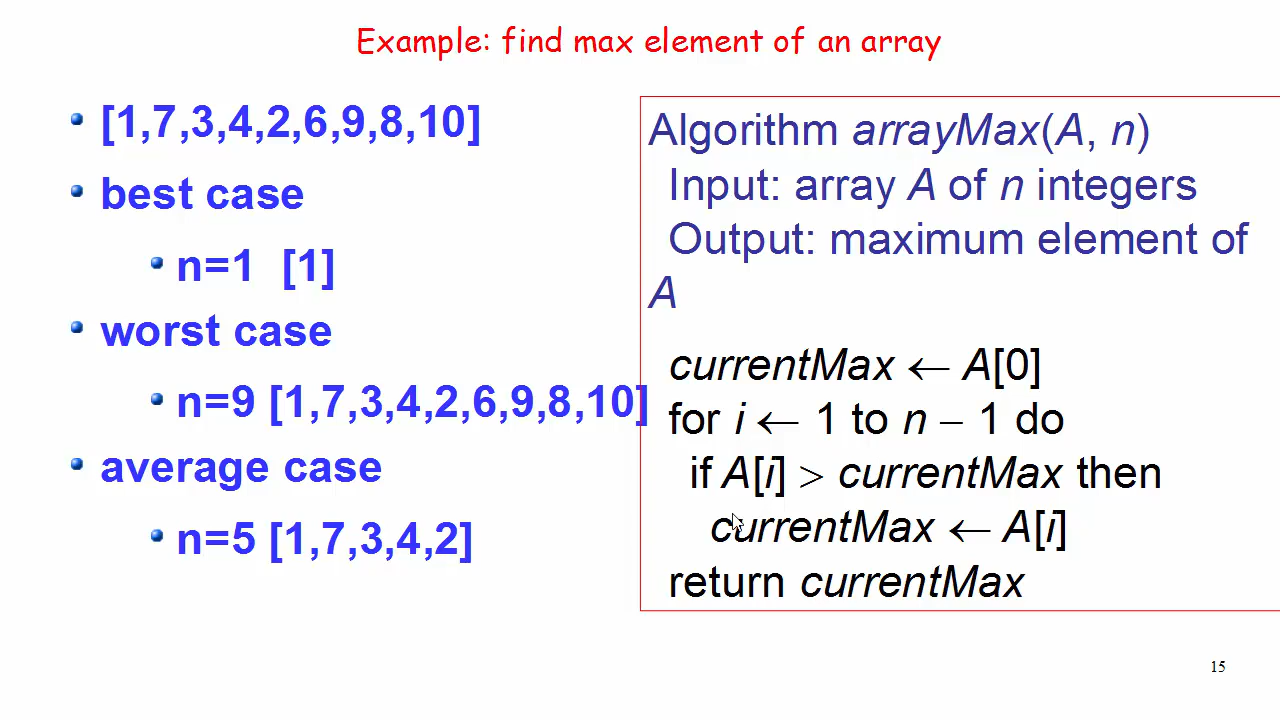 Example: find max element of an array
[1,7,3,4,2,6,9,8,10]
best case
n=1 [1]
worst case
n=9 [1,7,3,4,2,6,9,8,10]
average case
n=5 [1,7,3,4,2]
Algorithm arrayMax(A, n)
Input: array A of n integers
Output: maximum element of
A
currentMax ← A[0]
for i ← 1 to n – 1 do
if A[i] > currentMax then
currentMax ← A[i]
return currentMax
15